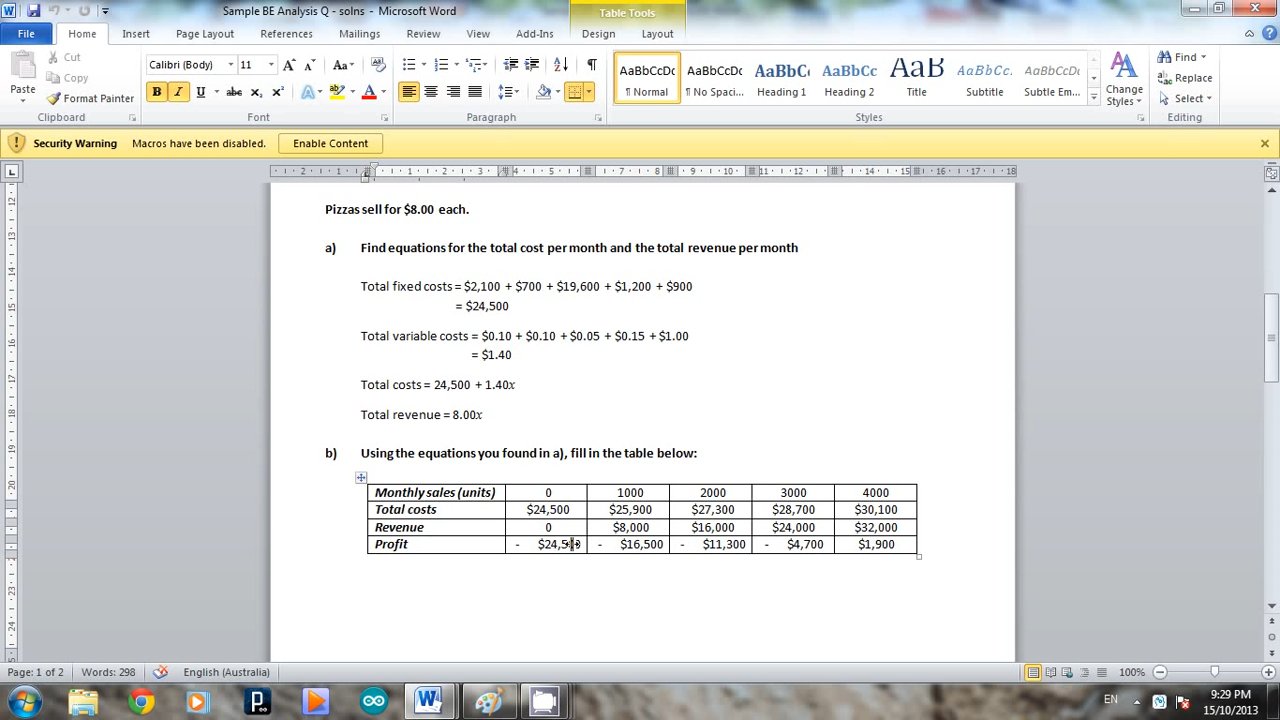 Sample BE Analysis Q - solns - Microsoft Word
Table Tools
File Home Insert Page Layout References Mailings Review View Add-Ins Design Layout
Paste
Cut
Copy
Format Painter
Clipboard
Calibri (Body) 11
Font
Paragraph
AaBbCcDc AaBbCcDc AaBbC AaBbCc AaB AaBbCc. AaBbCcDc
¶ Normal ¶ No Spaci... Heading 1 Heading 2 Title Subtitle Subtle Em...
Change Styles
Styles
Find
Replace
Select
Editing
Security Warning Macros have been disabled. Enable Content
Pizzas sell for $8.00 each.
a) Find equations for the total cost per month and the total revenue per month
Total fixed costs = $2,100 + $700 + $19,600 + $1,200 + $900
= $24,500
Total variable costs = $0.10 + $0.10 + $0.05 + $0.15 + $1.00
= $1.40
Total costs = 24,500 + 1.40x
Total revenue = 8.00x
b) Using the equations you found in a), fill in the table below:
Monthly sales (units) 0 1000 2000 3000 4000
Total costs $24,500 $25,900 $27,300 $28,700 $30,100
Revenue 0 $8,000 $16,000 $24,000 $32,000
Profit - $24,500 - $16,500 - $11,300 - $4,700 $1,900
Page: 1 of 2 Words: 298 English (Australia) 100%
EN 9:29 PM
15/10/2013